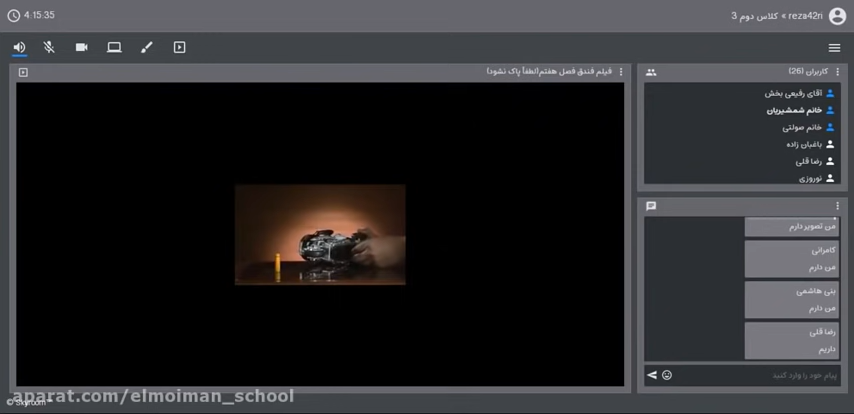 4:15:35
reza42ri » کلاس دوم 3
فیلم فندق فصل هفتم(لطفاً پاک نشود)
کاربران (26)
آقای رفیعی بخش
خانم شمشیربان
خانم سولتی
باغبان زاده
رضا قلی
نوروزی
من تصویر دارم
کامرانی
من دارم
بنی هاشمی
من دارم
رضا قلی
داریم
پیام خود را وارد کنید
aparat.com/elmoiman_school
© Skyroom